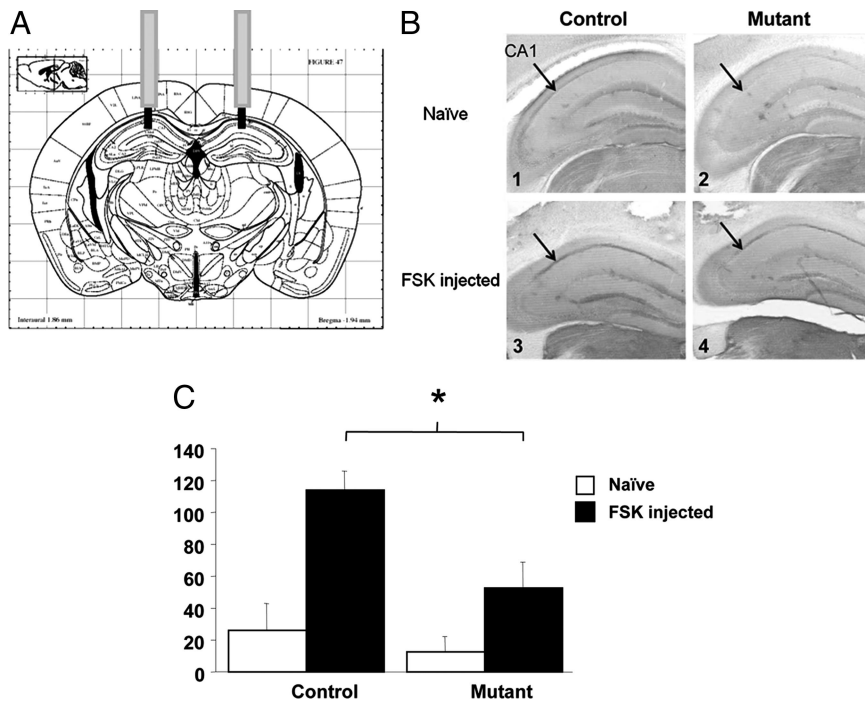 A
FIGURE 47
Interaural 1.86 mm
Bregma -1.94 mm
B
Control
Mutant
Naïve
CA1
1
2
FSK injected
3
4
C
*
140
120
100
80
60
40
20
0
Naïve
FSK injected
Control
Mutant